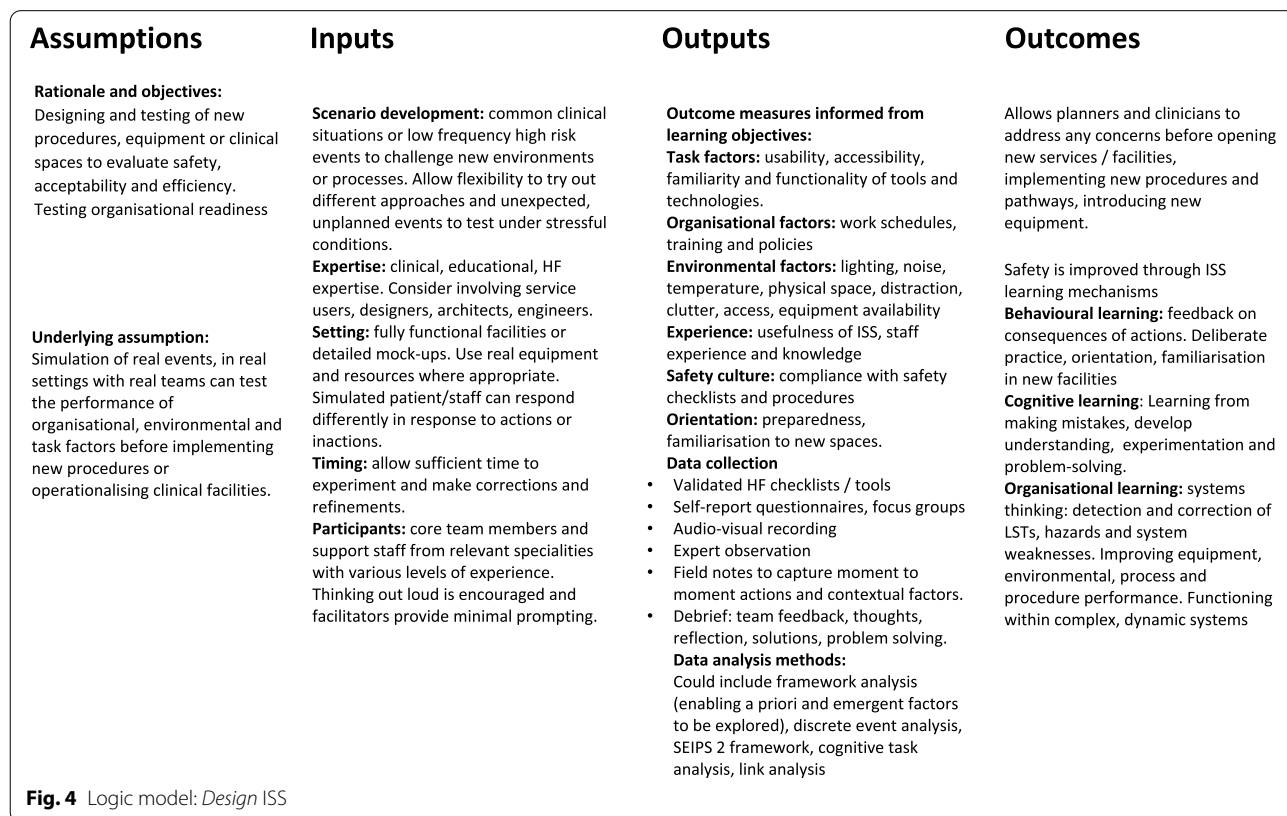 Assumptions
Rationale and objectives:
Designing and testing of new
procedures, equipment or clinical
spaces to evaluate safety,
acceptability and efficiency.
Testing organisational readiness
Underlying assumption:
Simulation of real events, in real
settings with real teams can test
the performance of
organisational, environmental and
task factors before implementing
new procedures or
operationalising clinical facilities.
Inputs
Scenario development: common clinical
situations or low frequency high risk
events to challenge new environments
or processes. Allow flexibility to try out
different approaches and unexpected,
unplanned events to test under stressful
conditions.
Expertise: clinical, educational, HF
expertise. Consider involving service
users, designers, architects, engineers.
Setting: fully functional facilities or
detailed mock-ups. Use real equipment
and resources where appropriate.
Simulated patient/staff can respond
differently in response to actions or
inactions.
Timing: allow sufficient time to
experiment and make corrections and
refinements.
Participants: core team members and
support staff from relevant specialities
with various levels of experience.
Thinking out loud is encouraged and
facilitators provide minimal prompting.
Outputs
Outcome measures informed from
learning objectives:
Task factors: usability, accessibility,
familiarity and functionality of tools and
technologies.
Organisational factors: work schedules,
training and policies
Environmental factors: lighting, noise,
temperature, physical space, distraction,
clutter, access, equipment availability
Experience: usefulness of ISS, staff
experience and knowledge
Safety culture: compliance with safety
checklists and procedures
Orientation: preparedness,
familiarisation to new spaces.
Data collection
• Validated HF checklists / tools
• Self-report questionnaires, focus groups
• Audio-visual recording
• Expert observation
• Field notes to capture moment to
moment actions and contextual factors.
• Debrief: team feedback, thoughts,
reflection, solutions, problem solving.
Data analysis methods:
Could include framework analysis
(enabling a priori and emergent factors
to be explored), discrete event analysis,
SEIPS 2 framework, cognitive task
analysis, link analysis
Outcomes
Allows planners and clinicians to
address any concerns before opening
new services / facilities,
implementing new procedures and
pathways, introducing new
equipment.
Safety is improved through ISS
learning mechanisms
Behavioural learning: feedback on
consequences of actions. Deliberate
practice, orientation, familiarisation
in new facilities
Cognitive learning: Learning from
making mistakes, develop
understanding, experimentation and
problem-solving.
Organisational learning: systems
thinking: detection and correction of
LSTs, hazards and system
weaknesses. Improving equipment,
environmental, process and
procedure performance. Functioning
within complex, dynamic systems
Fig. 4 Logic model: Design ISS